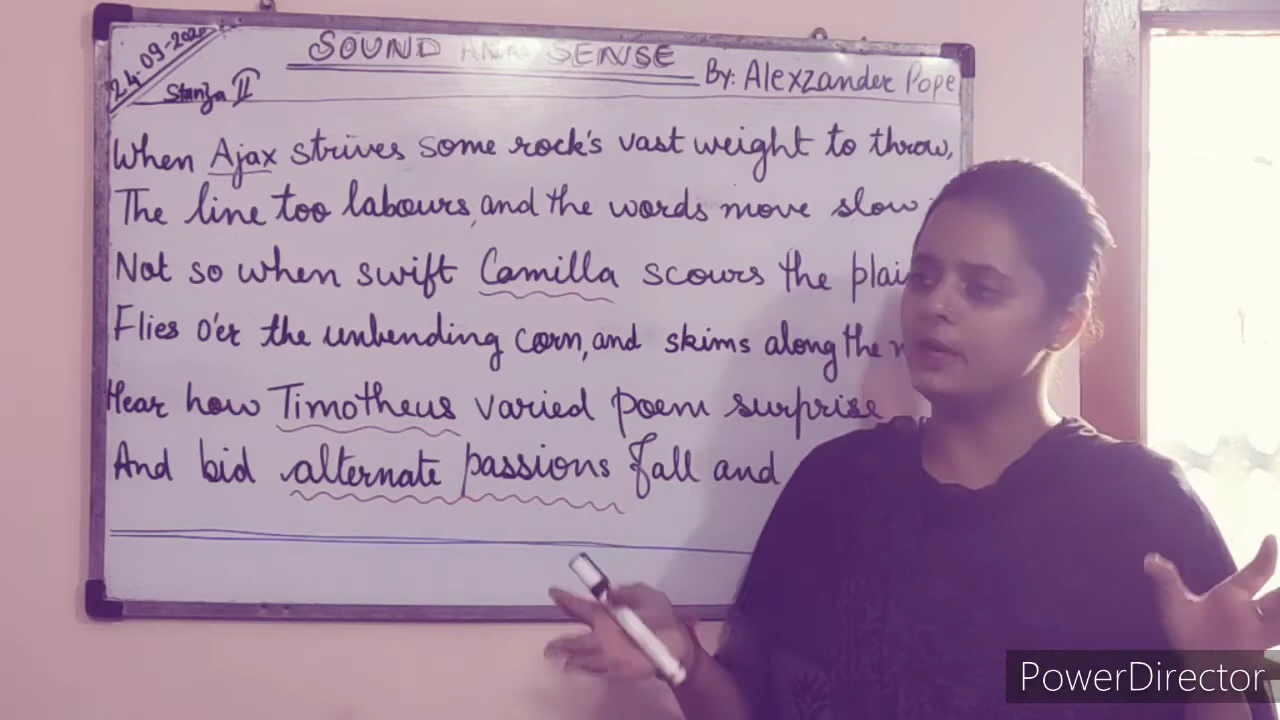 24.09-2020
SOUND AND SENSE
By: Alexzander Pope
Stanza II
When Ajax strives some rock's vast weight to throw,
The line too labours, and the words move slow
Not so when swift Camilla scours the
Flies o'er the unbending corn, and skims along the
Hear how Timotheus varied poem surprise
And bid alternate passions fall and
PowerDirector